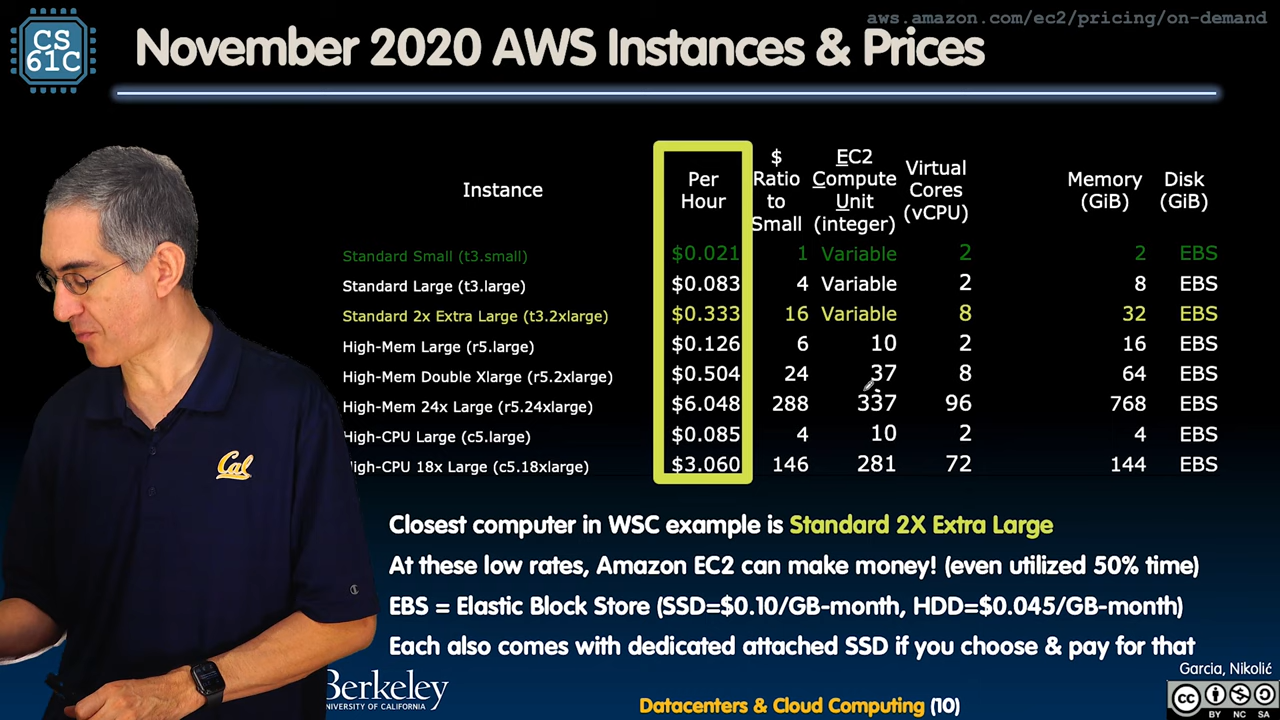 aws.amazon.com/ec2/pricing/on-demand
CS
61C
November 2020 AWS Instances & Prices
Instance Per Hour $ Ratio to Small EC2 Compute Unit (integer) Virtual Cores (vCPU) Memory (GiB) Disk (GiB)
Standard Small (t3.small) $0.021 1 Variable 2 2 EBS
Standard Large (t3.large) $0.083 4 Variable 2 8 EBS
Standard 2x Extra Large (t3.2xlarge) $0.333 16 Variable 8 32 EBS
High-Mem Large (r5.large) $0.126 6 10 2 16 EBS
High-Mem Double Xlarge (r5.2xlarge) $0.504 24 37 8 64 EBS
High-Mem 24x Large (r5.24xlarge) $6.048 288 337 96 768 EBS
High-CPU Large (c5.large) $0.085 4 10 2 4 EBS
High-CPU 18x Large (c5.18xlarge) $3.060 146 281 72 144 EBS
Cal
Closest computer in WSC example is Standard 2X Extra Large
At these low rates, Amazon EC2 can make money! (even utilized 50% time)
EBS = Elastic Block Store (SSD=$0.10/GB-month, HDD=$0.045/GB-month)
Each also comes with dedicated attached SSD if you choose & pay for that
Garcia, Nikolić
Berkeley
UNIVERSITY OF CALIFORNIA
Datacenters & Cloud Computing (10)
cc
BY NC SA